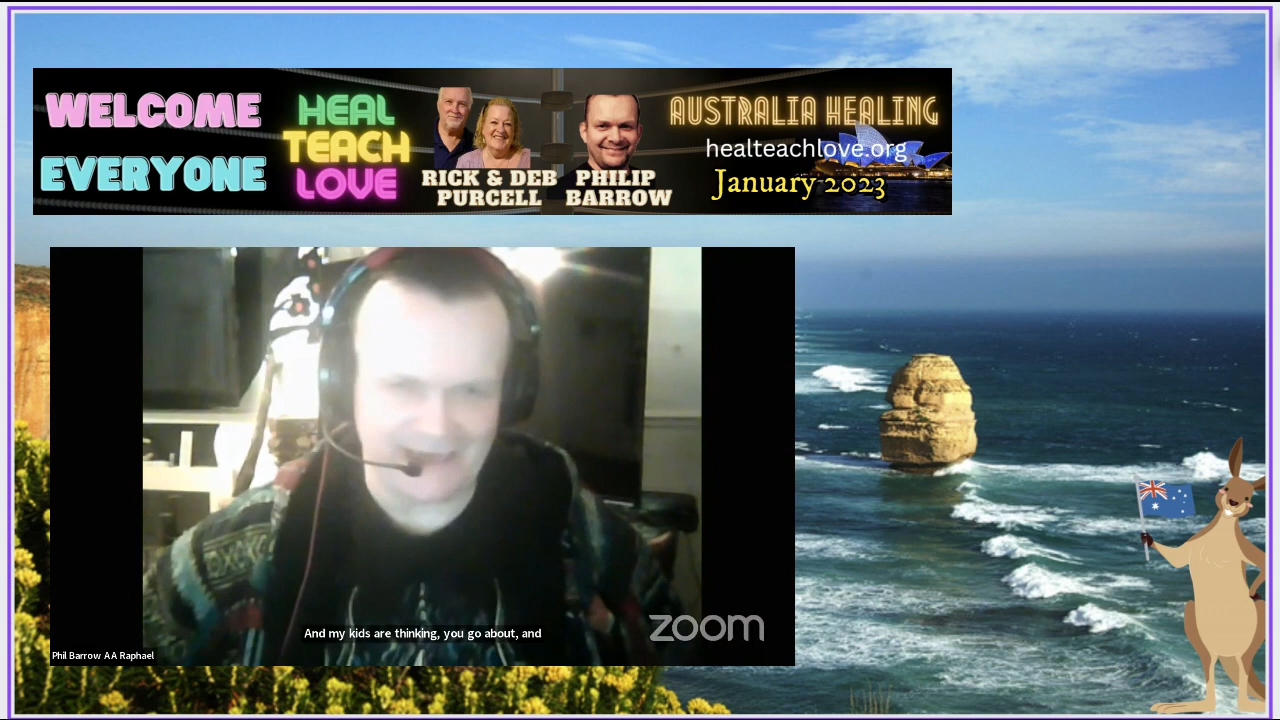 WELCOME
EVERYONE
HEAL
TEACH
LOVE
RICK & DEB
PURCELL
PHILIP
BARROW
AUSTRALIA HEALING
healteachlove.org
January 2023
And my kids are thinking, you go about, and
zoom
Phil Barrow A A Raphael